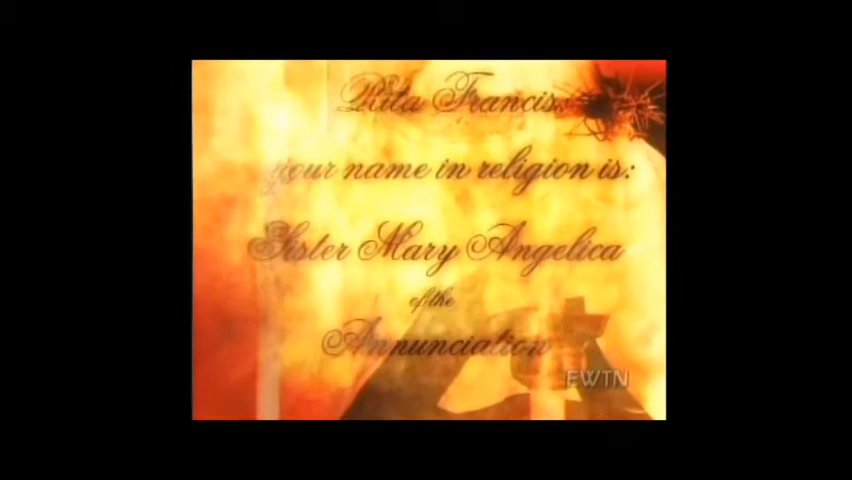 Rita Francis.
your name in religion is:
Sister Mary Angelica
of the
Annunciation
EWTN